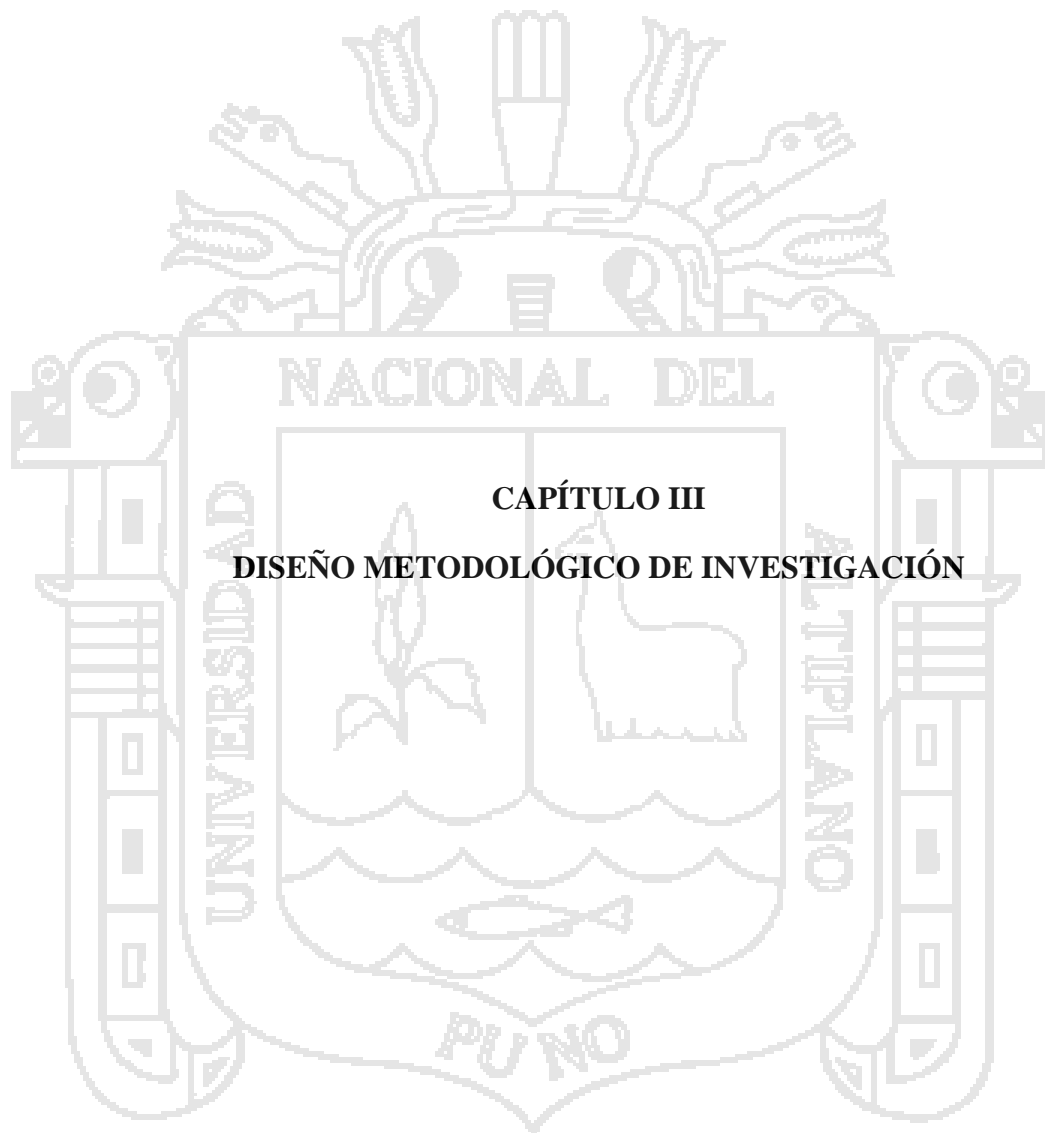 NACIONAL DEL
UNIVERSIDAD
ALTIPLANO
CAPÍTULO III
DISEÑO METODOLÓGICO DE INVESTIGACIÓN
PUNO